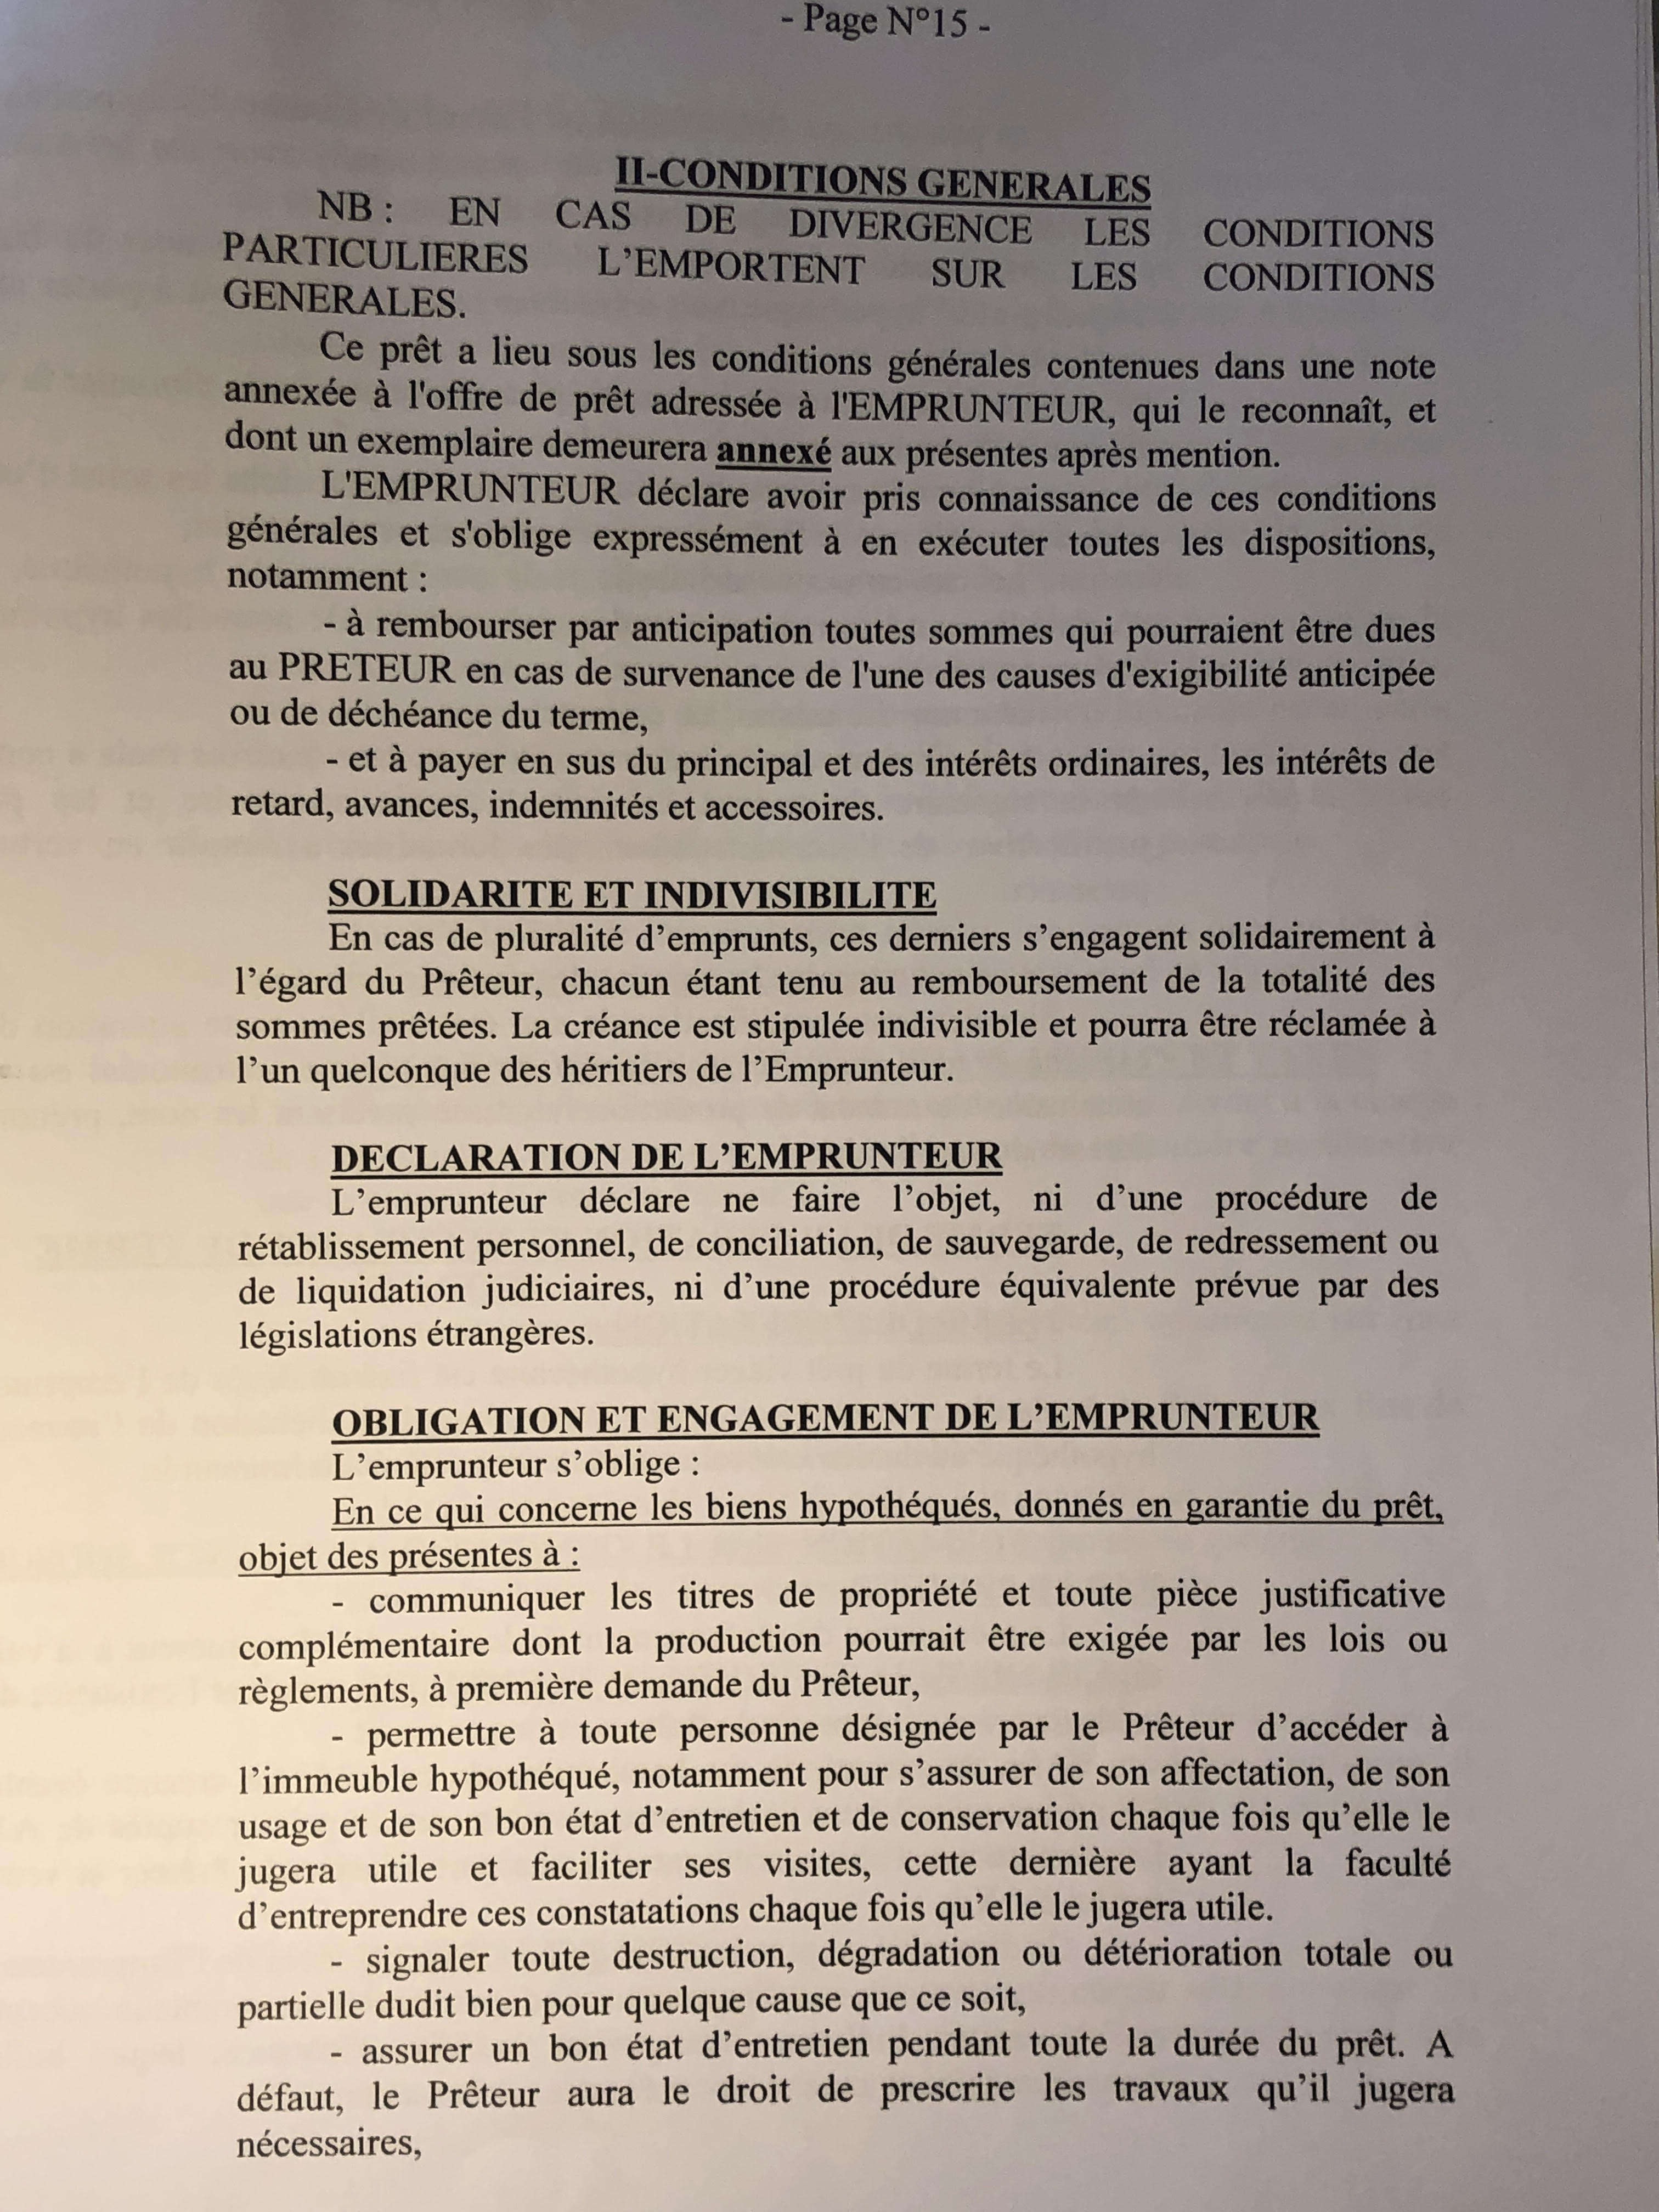 - Page N°15 -
II-CONDITIONS GENERALES
NB : EN CAS DE DIVERGENCE LES CONDITIONS
PARTICULIERES L'EMPORTENT SUR LES CONDITIONS
GENERALES.
Ce prêt a lieu sous les conditions générales contenues dans une note
annexée à l'offre de prêt adressée à l'EMPRUNTEUR, qui le reconnaît, et
dont un exemplaire demeurera annexé aux présentes après mention.
L'EMPRUNTEUR déclare avoir pris connaissance de ces conditions
générales et s'oblige expressément à en exécuter toutes les dispositions,
notamment :
- à rembourser par anticipation toutes sommes qui pourraient être dues
au PRETEUR en cas de survenance de l'une des causes d'exigibilité anticipée
ou de déchéance du terme,
- et à payer en sus du principal et des intérêts ordinaires, les intérêts de
retard, avances, indemnités et accessoires.
SOLIDARITE ET INDIVISIBILITE
En cas de pluralité d’emprunts, ces derniers s’engagent solidairement à
l’égard du Prêteur, chacun étant tenu au remboursement de la totalité des
sommes prêtées. La créance est stipulée indivisible et pourra être réclamée à
l’un quelconque des héritiers de l’Emprunteur.
DECLARATION DE L’EMPRUNTEUR
L’emprunteur déclare ne faire l’objet, ni d’une procédure de
rétablissement personnel, de conciliation, de sauvegarde, de redressement ou
de liquidation judiciaires, ni d’une procédure équivalente prévue par des
législations étrangères.
OBLIGATION ET ENGAGEMENT DE L’EMPRUNTEUR
L’emprunteur s’oblige :
En ce qui concerne les biens hypothéqués, donnés en garantie du prêt,
objet des présentes à :
- communiquer les titres de propriété et toute pièce justificative
complémentaire dont la production pourrait être exigée par les lois ou
règlements, à première demande du Prêteur,
- permettre à toute personne désignée par le Prêteur d’accéder à
l’immeuble hypothéqué, notamment pour s’assurer de son affectation, de son
usage et de son bon état d’entretien et de conservation chaque fois qu’elle le
jugera utile et faciliter ses visites, cette dernière ayant la faculté
d’entreprendre ces constatations chaque fois qu’elle le jugera utile.
- signaler toute destruction, dégradation ou détérioration totale ou
partielle dudit bien pour quelque cause que ce soit,
- assurer un bon état d’entretien pendant toute la durée du prêt. A
défaut, le Prêteur aura le droit de prescrire les travaux qu’il jugera
nécessaires,